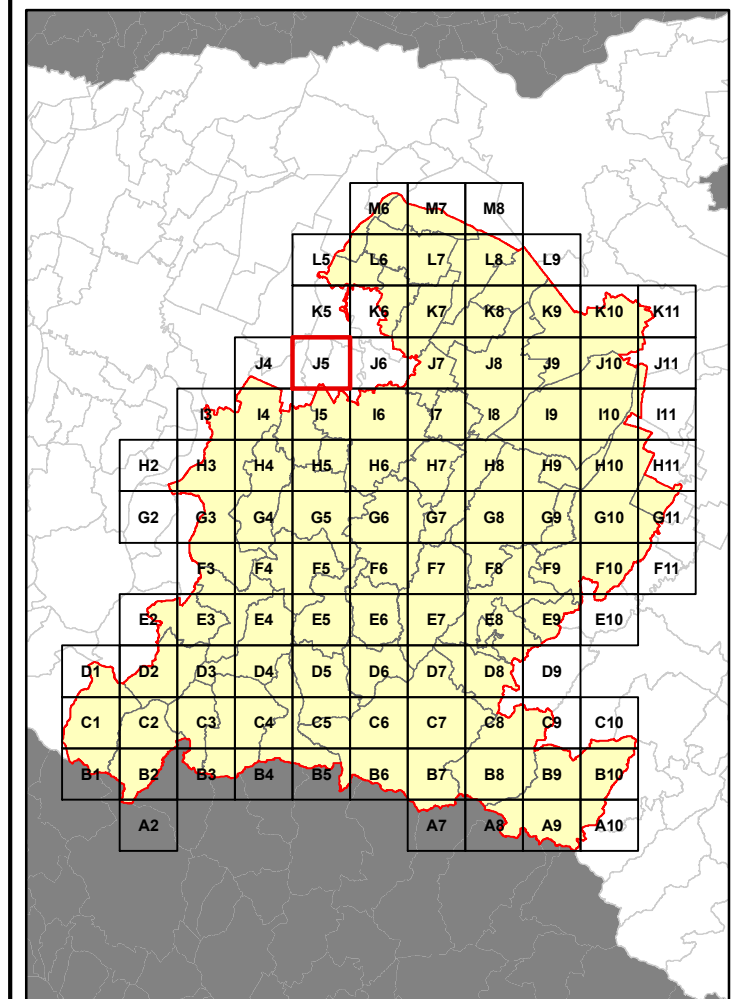 M6 M7 M8
L5 L6 L7 L8 L9
K5 K6 K7 K8 K9 K10 K11
J4 J5 J6 J7 J8 J9 J10 J11
I3 I4 I5 I6 I7 I8 I9 I10 I11
H2 H3 H4 H5 H6 H7 H8 H9 H10 H11
G2 G3 G4 G5 G6 G7 G8 G9 G10 G11
F3 F4 F5 F6 F7 F8 F9 F10 F11
E2 E3 E4 E5 E6 E7 E8 E9 E10
D1 D2 D3 D4 D5 D6 D7 D8 D9
C1 C2 C3 C4 C5 C6 C7 C8 C9 C10
B1 B2 B3 B4 B5 B6 B7 B8 B9 B10
A2 A7 A8 A9 A10